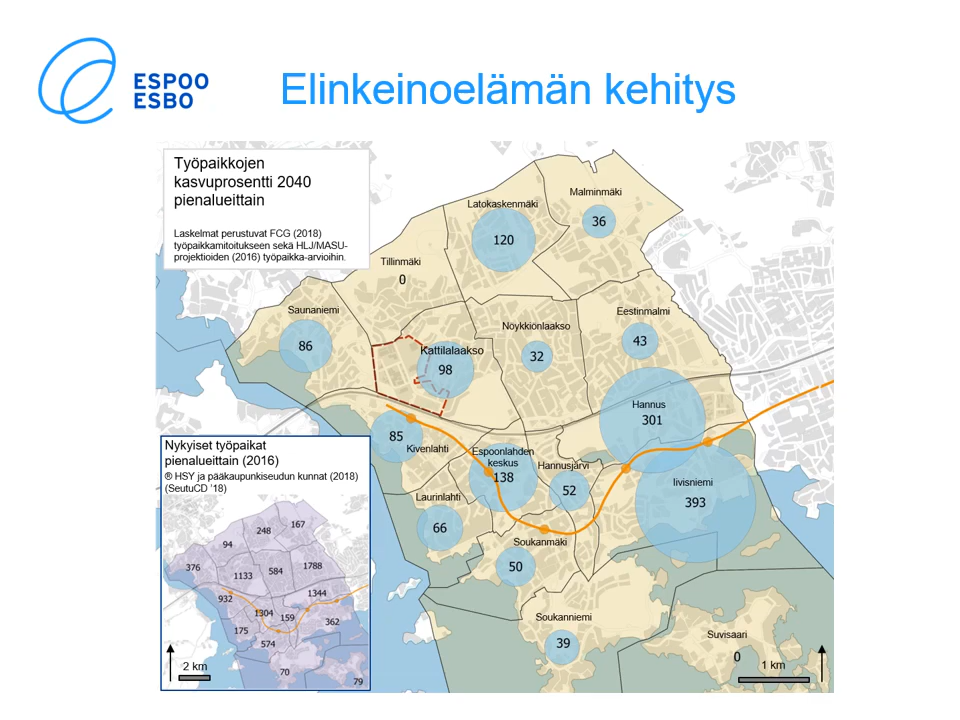 ESPOO
ESBO
Elinkeinoelämän kehitys
Työpaikkojen
kasvuprosentti 2040
pienalueittain
Laskelmat perustuvat FCG (2018)
työpaikkamitoitukseen sekä HLJ/MASU-
projektioiden (2016) työpaikka-arvioihin.
Malminmäki
36
Latokaskenmäki
120
Tillinmäki
0
Saunaniemi
86
Kattilalaakso
98
Nöykkiönlaakso
32
Eestinmalmi
43
Hannus
301
85
Kivenlahti
Espoonlahden
keskus
138
Hannusjärvi
52
Iivisniemi
393
Laurinlahti
66
Soukanmäki
50
Soukanniemi
39
Suvisaari
0
1 km
Nykyiset työpaikat
pienalueittain (2016)
® HSY ja pääkaupunkiseudun kunnat (2018)
(SeutuCD ’18)
167
248
94
376
1133
584
1788
932
1344
1304
159
362
175
574
70
79
2 km